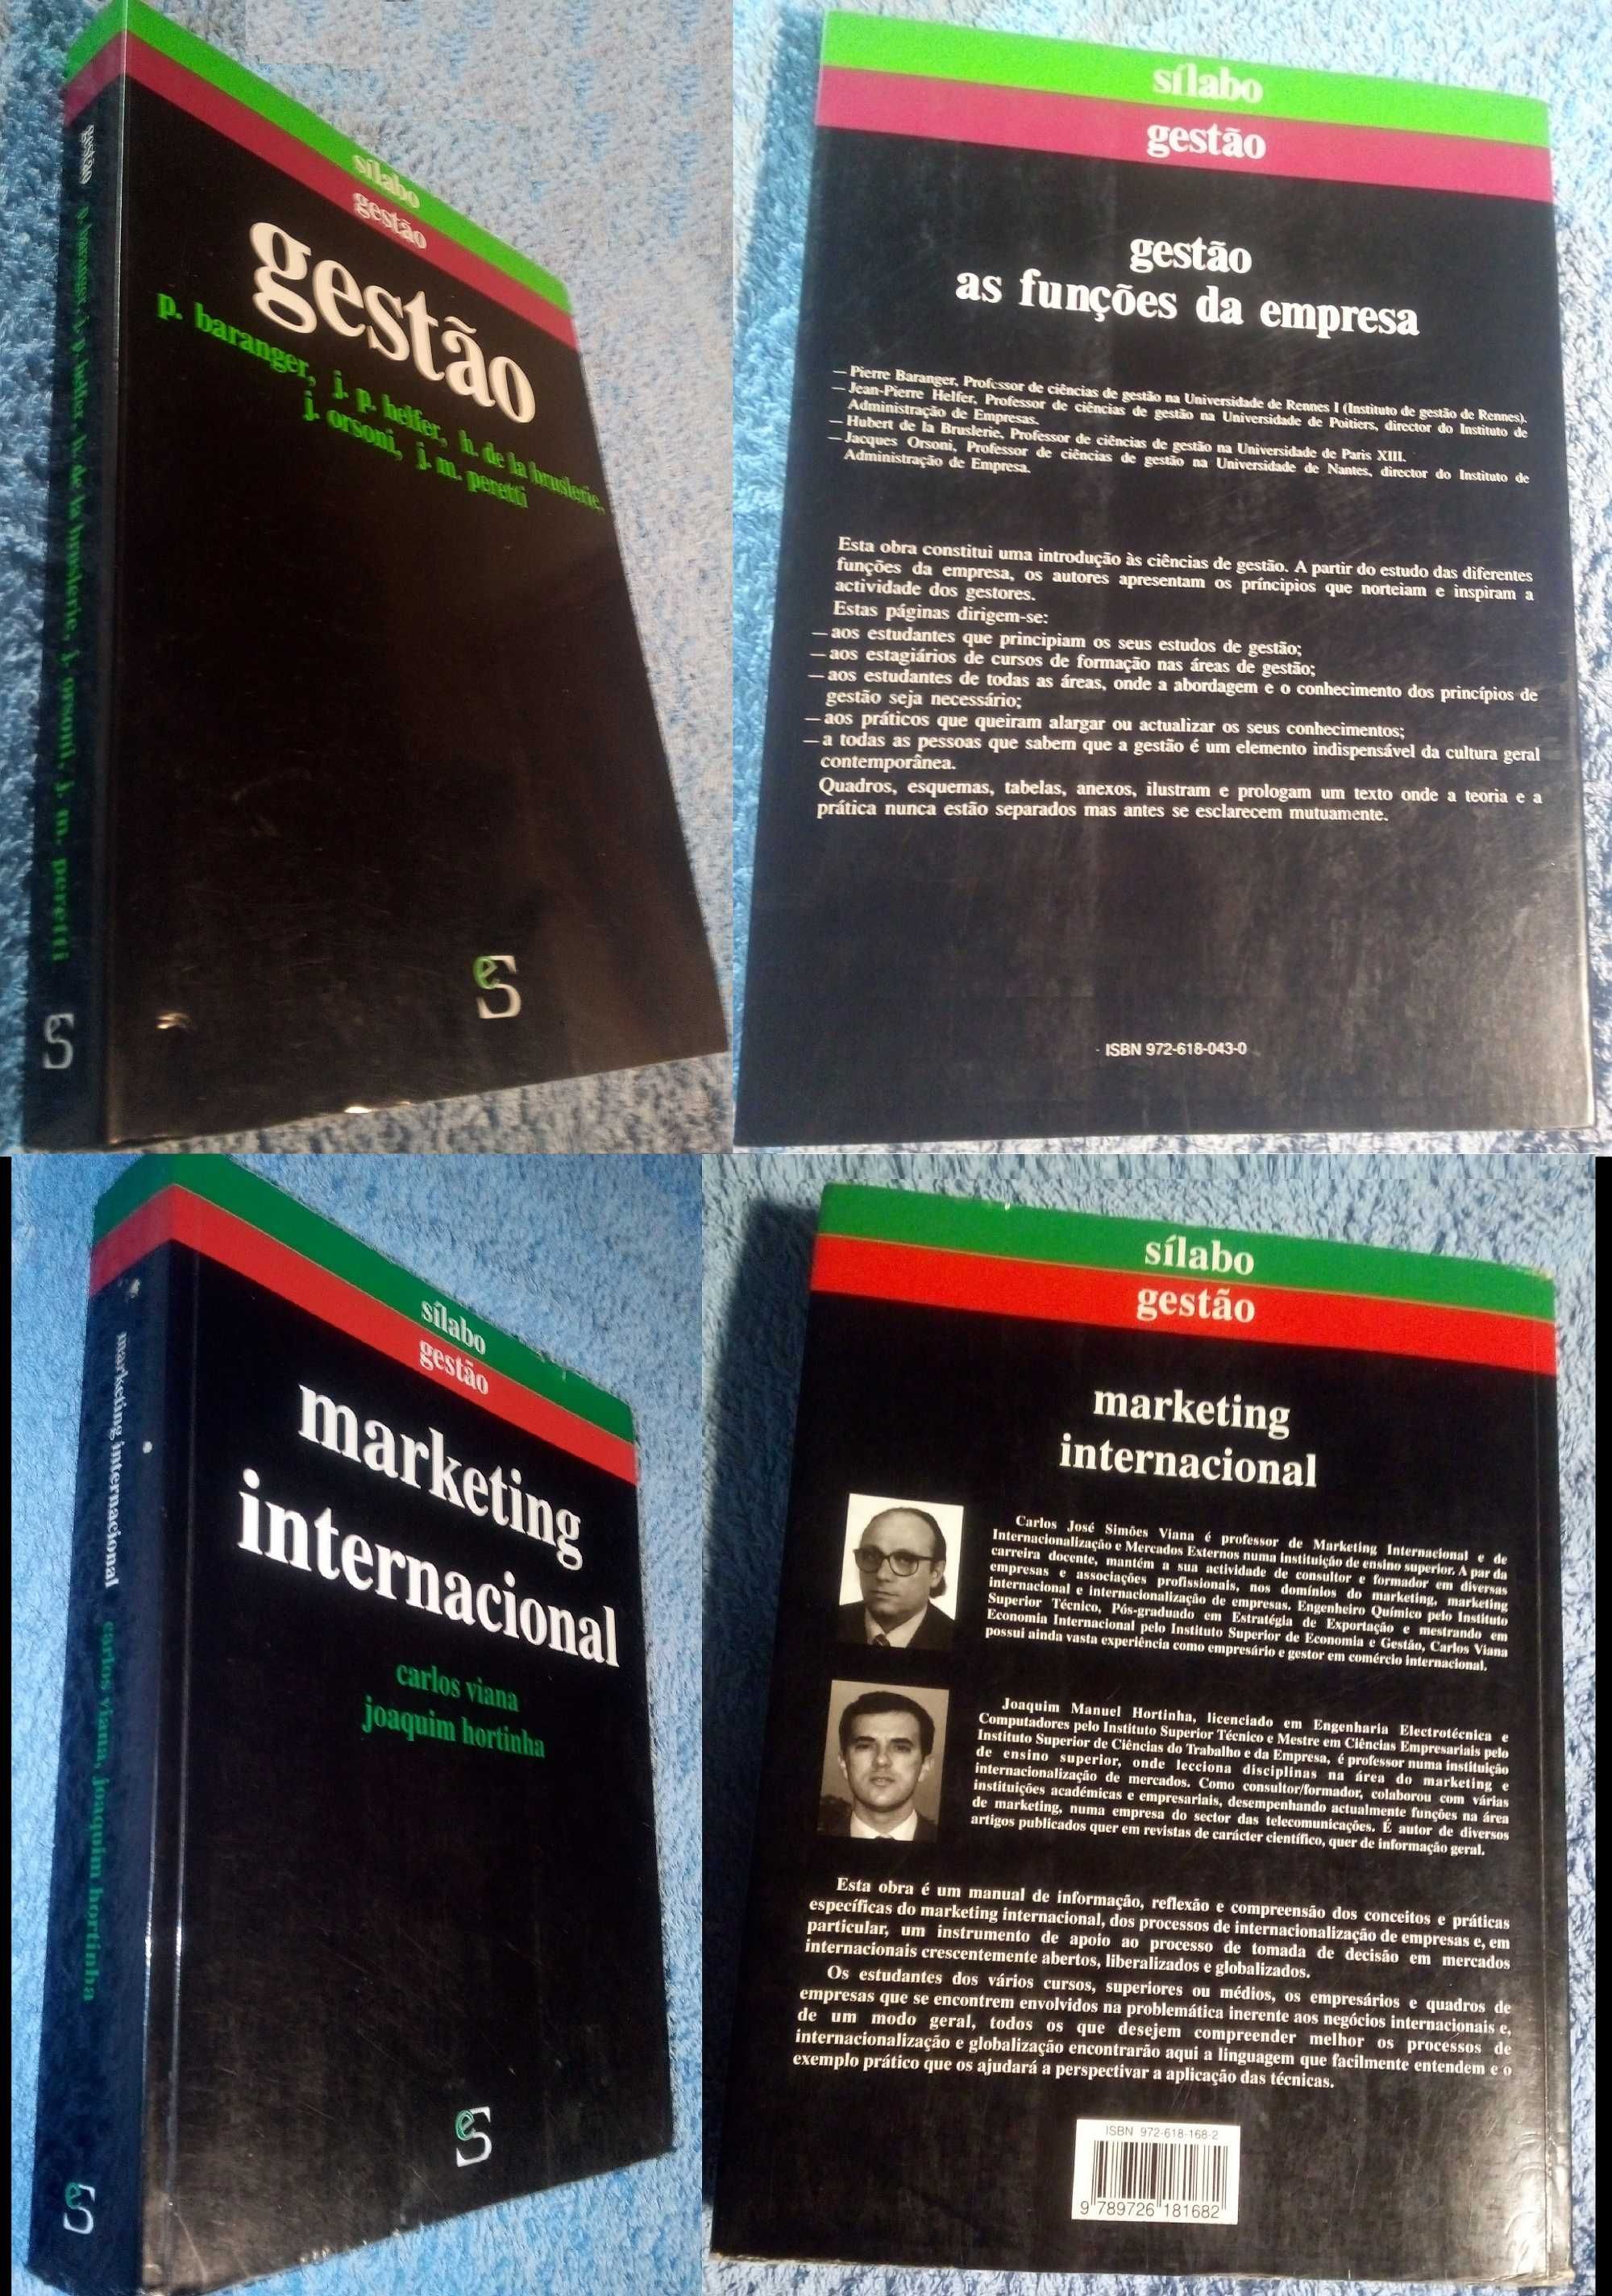 sílabo
gestão
gestão
p. baranger, j. p. helfer, h. de la bruslerie,
j. orsoni, j. m. peretti
eS
gestão p. baranger, j. p. helfer, h. de la bruslerie, j. orsoni, j. m. peretti
S
sílabo
gestão
gestão
as funções da empresa
— Pierre Baranger, Professor de ciências de gestão na Universidade de Rennes I (Instituto de gestão de Rennes).
— Jean-Pierre Helfer, Professor de ciências de gestão na Universidade de Poitiers, director do Instituto de
Administração de Empresas.
— Hubert de la Bruslerie, Professor de ciências de gestão na Universidade de Paris XIII.
— Jacques Orsoni, Professor de ciências de gestão na Universidade de Nantes, director do Instituto de
Administração de Empresa.
Esta obra constitui uma introdução às ciências de gestão. A partir do estudo das diferentes
funções da empresa, os autores apresentam os príncipios que norteiam e inspiram a
actividade dos gestores.
Estas páginas dirigem-se:
— aos estudantes que principiam os seus estudos de gestão;
— aos estagiários de cursos de formação nas áreas de gestão;
— aos estudantes de todas as áreas, onde a abordagem e o conhecimento dos princípios de
gestão seja necessário;
— aos práticos que queiram alargar ou actualizar os seus conhecimentos;
— a todas as pessoas que sabem que a gestão é um elemento indispensável da cultura geral
contemporânea.
Quadros, esquemas, tabelas, anexos, ilustram e prologam um texto onde a teoria e a
prática nunca estão separados mas antes se esclarecem mutuamente.
ISBN 972-618-043-0
sílabo
gestão
marketing
internacional
carlos viana
joaquim hortinha
eS
marketing internacional carlos viana, joaquim hortinha
eS
sílabo
gestão
marketing
internacional
Carlos José Simões Viana é professor de Marketing Internacional e de
Internacionalização e Mercados Externos numa instituição de ensino superior. A par da
carreira docente, mantém a sua actividade de consultor e formador em diversas
empresas e associações profissionais, nos domínios do marketing, marketing
internacional e internacionalização de empresas, Engenheiro Químico pelo Instituto
Superior Técnico, Pós-graduado em Estratégia de Exportação e mestrando em
Economia Internacional pelo Instituto Superior de Economia e Gestão, Carlos Viana
possui ainda vasta experiência como empresário e gestor em comércio internacional.
Joaquim Manuel Hortinha, licenciado em Engenharia Electrotécnica e
Computadores pelo Instituto Superior Técnico e Mestre em Ciências Empresariais pelo
Instituto Superior de Ciências do Trabalho e da Empresa, é professor numa instituição
de ensino superior, onde lecciona disciplinas na área do marketing e
internacionalização de mercados. Como consultor/formador, colaborou com várias
instituições académicas e empresariais, desempenhando actualmente funções na área
de marketing, numa empresa do sector das telecomunicações. É autor de diversos
artigos publicados quer em revistas de carácter científico, quer de informação geral.
Esta obra é um manual de informação, reflexão e compreensão dos conceitos e práticas
específicas do marketing internacional, dos processos de internacionalização de empresas e, em
particular, um instrumento de apoio ao processo de tomada de decisão em mercados
internacionais crescentemente abertos, liberalizados e globalizados.
Os estudantes dos vários cursos, superiores ou médios, os empresários e quadros de
empresas que se encontrem envolvidos na problemática inerente aos negócios internacionais e,
de um modo geral, todos os que desejem compreender melhor os processos de
internacionalização e globalização encontrarão aqui a linguagem que facilmente entendem e o
exemplo prático que os ajudará a perspectivar a aplicação das técnicas.
ISBN 972-618-168-2
9 789726 181682